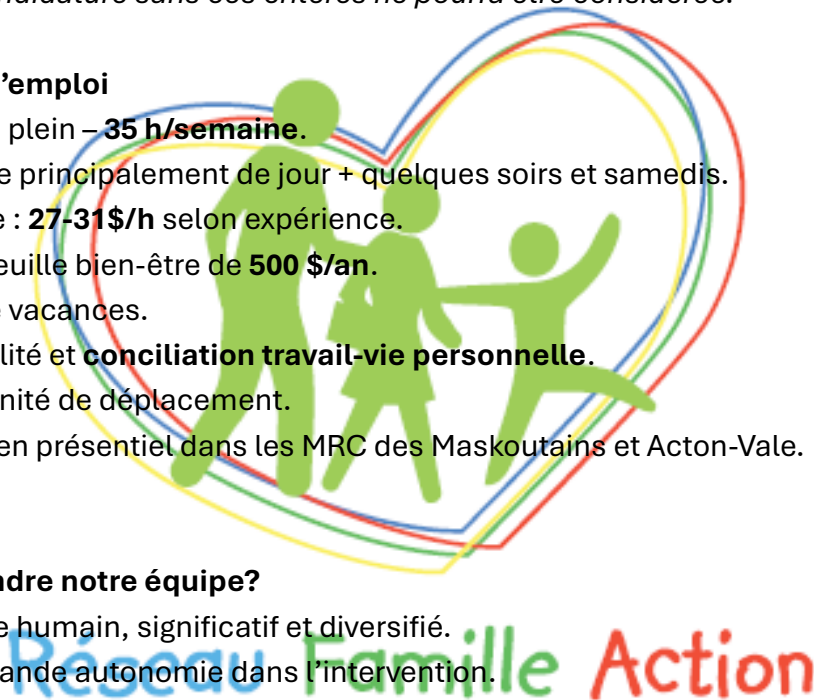 ndidature sans ces critères ne pourra être considérés.
'emploi
plein – 35 h/semaine.
e principalement de jour + quelques soirs et samedis.
e : 27-31$/h selon expérience.
euille bien-être de 500 $/an.
e vacances.
lité et conciliation travail-vie personnelle.
nité de déplacement.
en présentiel dans les MRC des Maskoutains et Acton-Vale.
ndre notre équipe?
e humain, significatif et diversifié.
ande autonomie dans l'intervention.
Réseau Famille Action